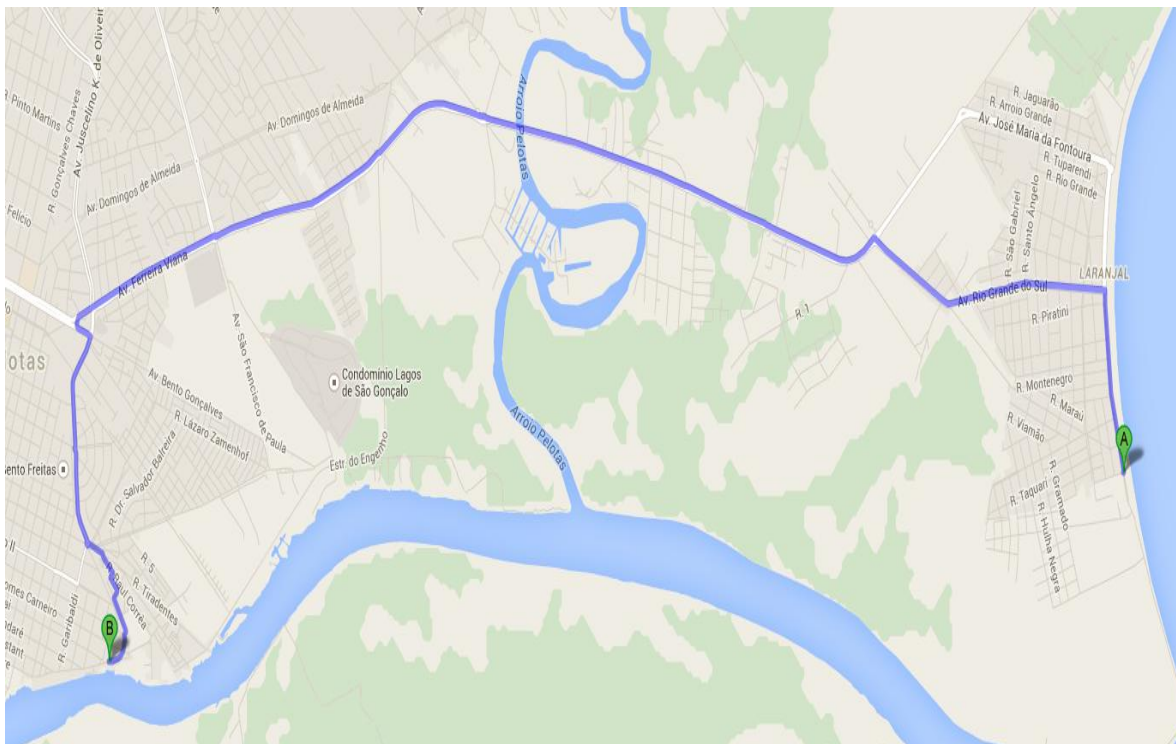 R. Pinto Martins
R. Gonçalves Chaves
Av. Juscelino K. de Oliveir
Av. Domingos de Almeida
Av. Domingos de Almeida
Felício
Av. Ferreira Viana
otas
Arroio Pelotas
Arroio Pelotas
R. Jaguarão
R. Arroio Grande
Av. José Maria da Fontoura
R. Tuparendi
R. Rio Grande
R. São Gabriel
R. Santo Ângelo
LARANJAL
Av. Rio Grande do Sul
R. Piratini
R. 1
R. Montenegro
R. Maraú
R. Viamão
A
R. Taquari
R. Gramado
R. Hulha Negra
Av. São Francisco de Paula
Condomínio Lagos
de São Gonçalo
Av. Bento Gonçalves
R. Lázaro Zamenhof
Estr. do Engenho
R. Dr. Salvador Balreira
Bento Freitas
o II
R. 5
R. Tiradentes
R. Raul Corrêa
omes Carneiro
R. Garibaldi
B